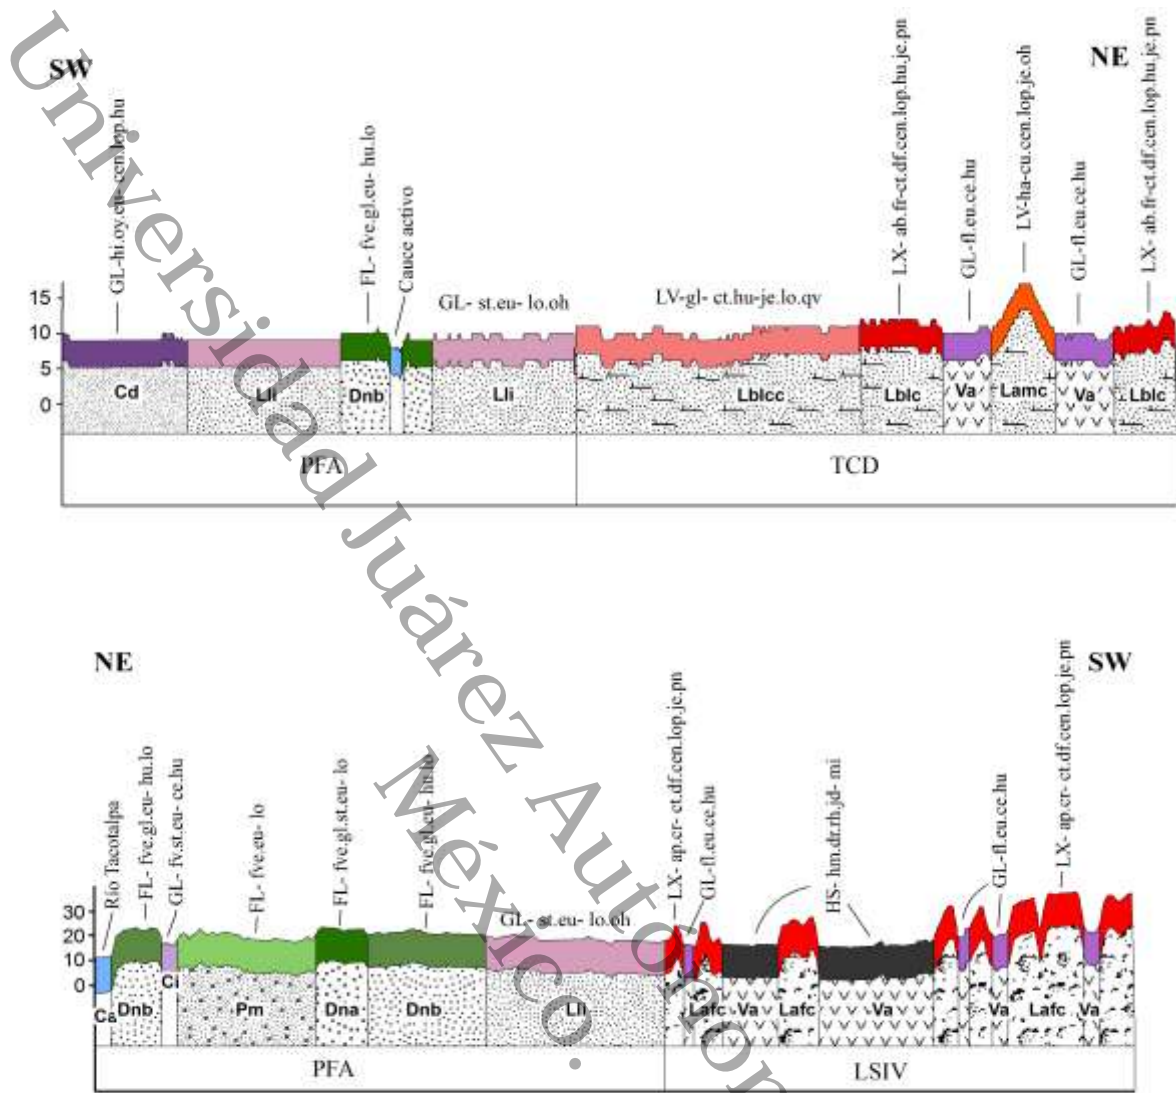 SW
NE
GL-hi.oy.eu- cen.lop.hu
FL- fve.gl.eu- hu.lo
Cauce activo
GL- st.eu- lo.oh
LV-gl- ct.hu-je.lo.qv
LX- ab.fr-ct.df.cen.lop.hu.je.pn
GL-fl.eu.ce.hu
LV-ha-cu.cen.lop.je.oh
GL-fl.eu.ce.hu
LX- ab.fr-ct.df.cen.lop.hu.je.pn
15
10
5
0
Cd
Lli
Dnb
Lli
Lblcc
Lblc
Va
Lamc
Va
Lblc
PFA
TCD
NE
SW
Río Tacotalpa
FL- fve.gl.eu- hu.lo
GL- fv.st.eu- ce.hu
FL- fve.eu- lo
FL- fve.gl.st.eu- lo
FL- fve.gl.eu- hu.lo
GL- st.eu- lo.oh
LX- ap.cr- ct.df.cen.lop.je.pn
GL-fl.eu.ce.hu
HS- hm.dr.rh.jd- mi
GL-fl.eu.ce.hu
LX- ap.cr- ct.df.cen.lop.je.pn
30
20
10
0
Ca
Dnb
Ci
Pm
Dna
Dnb
Lli
Lafc
Va
Lafc
Va
Va
Lafc
Va
PFA
LSIV
Universidad Juárez Autónom
México.